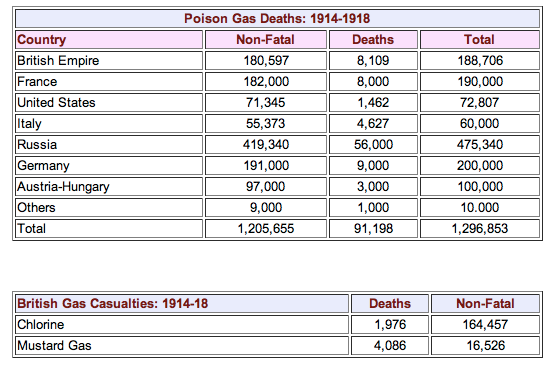 Poison Gas Deaths: 1914-1918
Country Non-Fatal Deaths Total
British Empire 180,597 8,109 188,706
France 182,000 8,000 190,000
United States 71,345 1,462 72,807
Italy 55,373 4,627 60,000
Russia 419,340 56,000 475,340
Germany 191,000 9,000 200,000
Austria-Hungary 97,000 3,000 100,000
Others 9,000 1,000 10.000
Total 1,205,655 91,198 1,296,853
British Gas Casualties: 1914-18 Deaths Non-Fatal
Chlorine 1,976 164,457
Mustard Gas 4,086 16,526